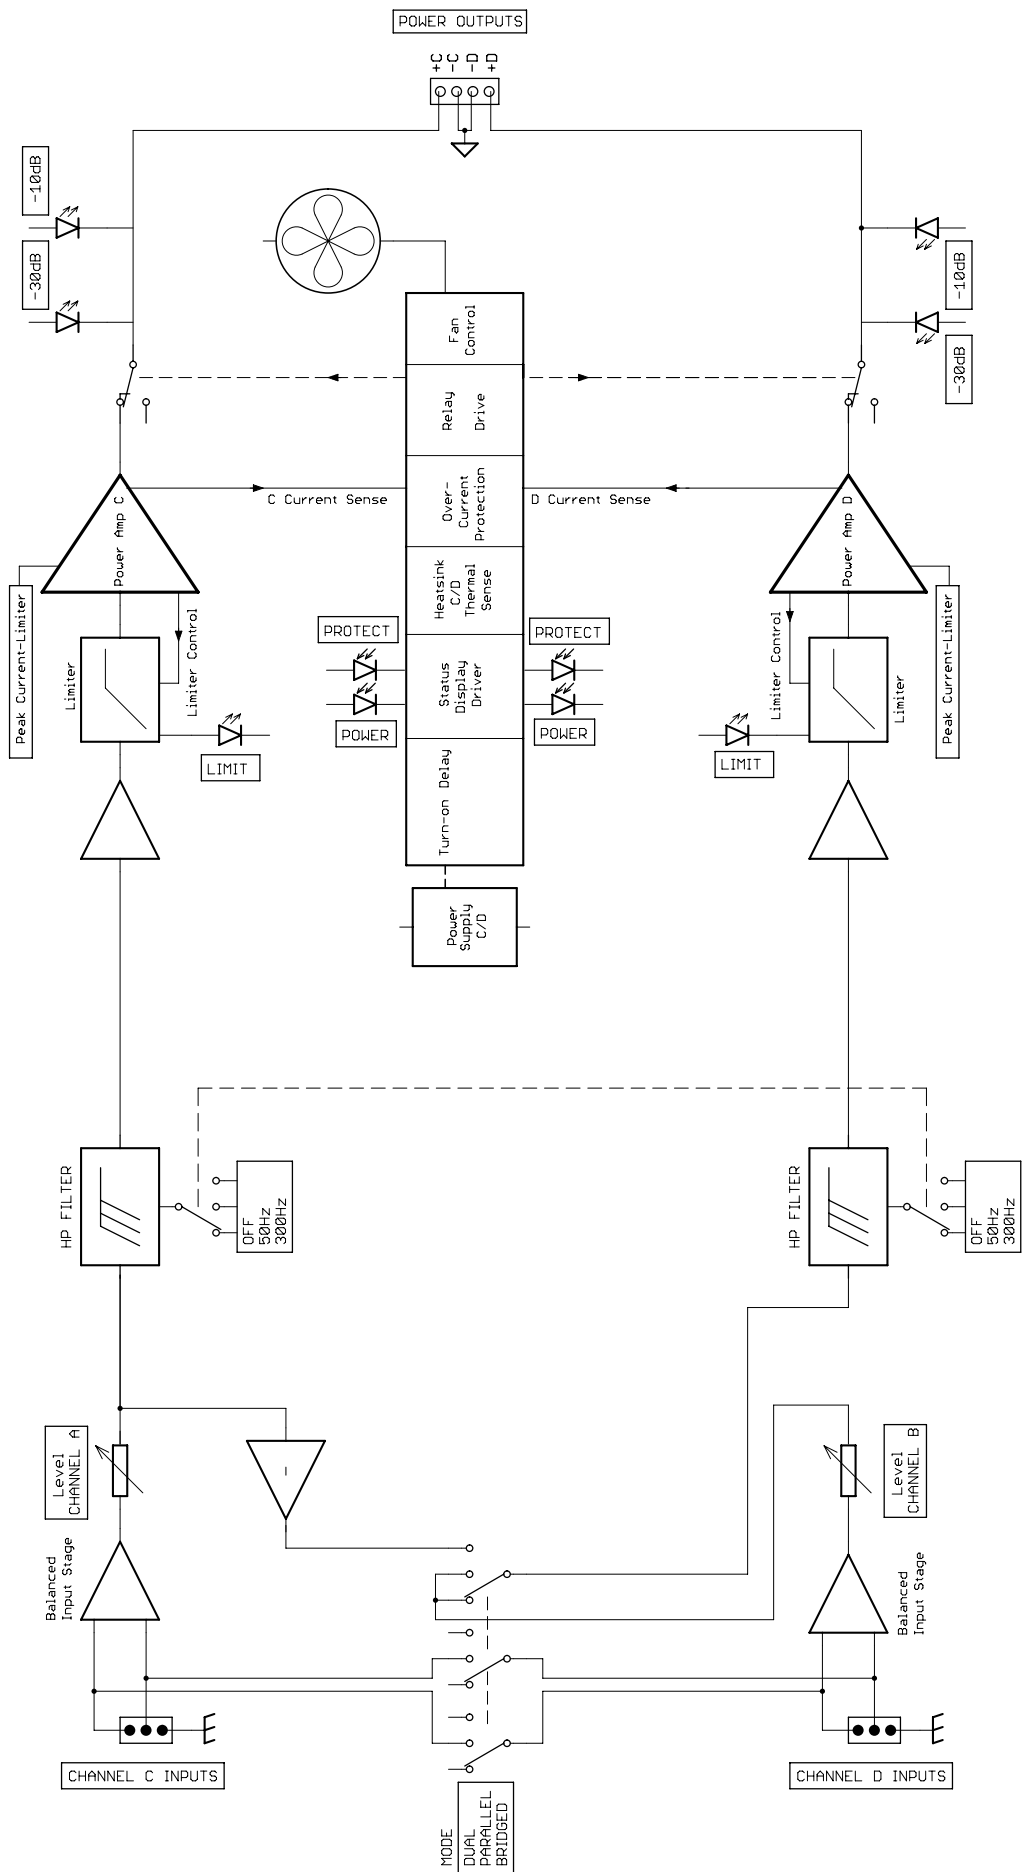 POWER OUTPUTS
+C
-C
-D
+D
-10dB
-30dB
-10dB
-30dB
Fan
Control
Relay
Drive
Over-
Current
Protection
Heatsink
C/D
Thermal
Sense
Status
Display
Driver
Turn-on Delay
Power
Supply
C/D
C Current Sense
D Current Sense
Power Amp C
Power Amp D
Peak Current-Limiter
Limiter
Limiter Control
LIMIT
PROTECT
POWER
PROTECT
POWER
Limiter Control
Limiter
Peak Current-Limiter
LIMIT
HP FILTER
OFF
50Hz
300Hz
HP FILTER
OFF
50Hz
300Hz
Level
CHANNEL A
Level
CHANNEL B
Balanced
Input Stage
Balanced
Input Stage
CHANNEL C INPUTS
CHANNEL D INPUTS
MODE
DUAL
PARALLEL
BRIDGED